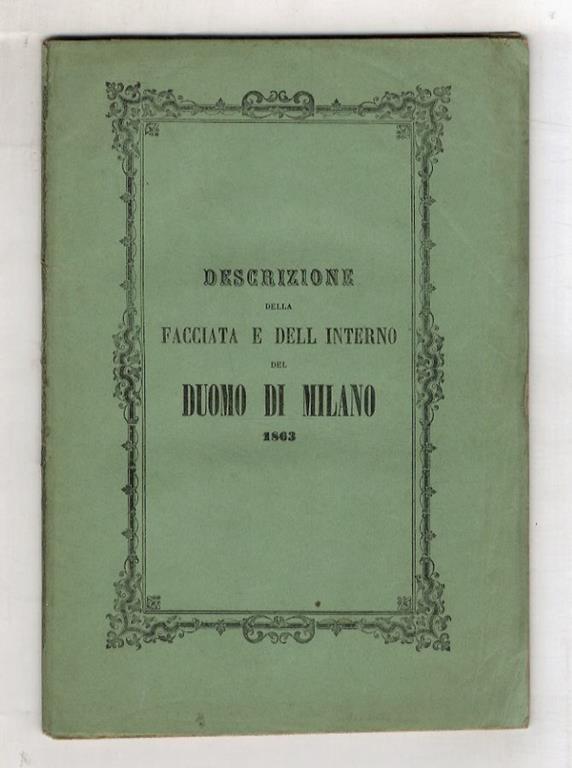 DESCRIZIONE
DELLA
FACCIATA E DELL INTERNO
DEL
DUOMO DI MILANO
1863